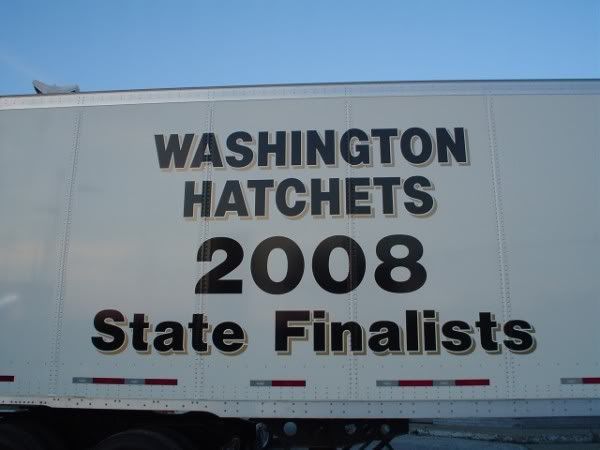 WASHINGTON
HATCHETS
2008
State Finalists